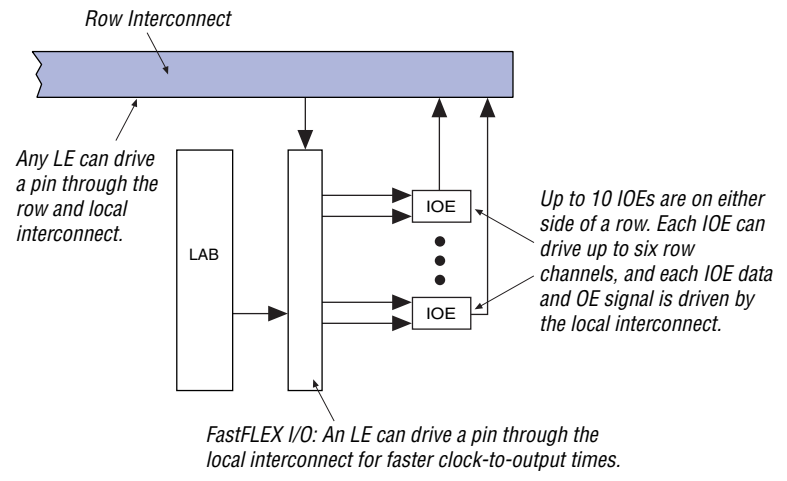 Row Interconnect
Any LE can drive
a pin through the
row and local
interconnect.
LAB
IOE
IOE
Up to 10 IOEs are on either
side of a row. Each IOE can
drive up to six row
channels, and each IOE data
and OE signal is driven by
the local interconnect.
FastFLEX I/O: An LE can drive a pin through the
local interconnect for faster clock-to-output times.